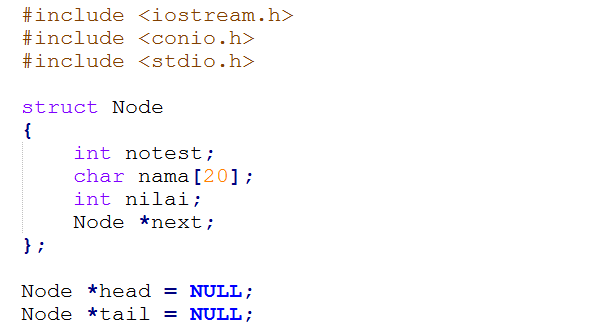 #include <iostream.h>
#include <conio.h>
#include <stdio.h>
struct Node
{
int notest;
char nama[20];
int nilai;
Node *next;
};
Node *head = NULL;
Node *tail = NULL;